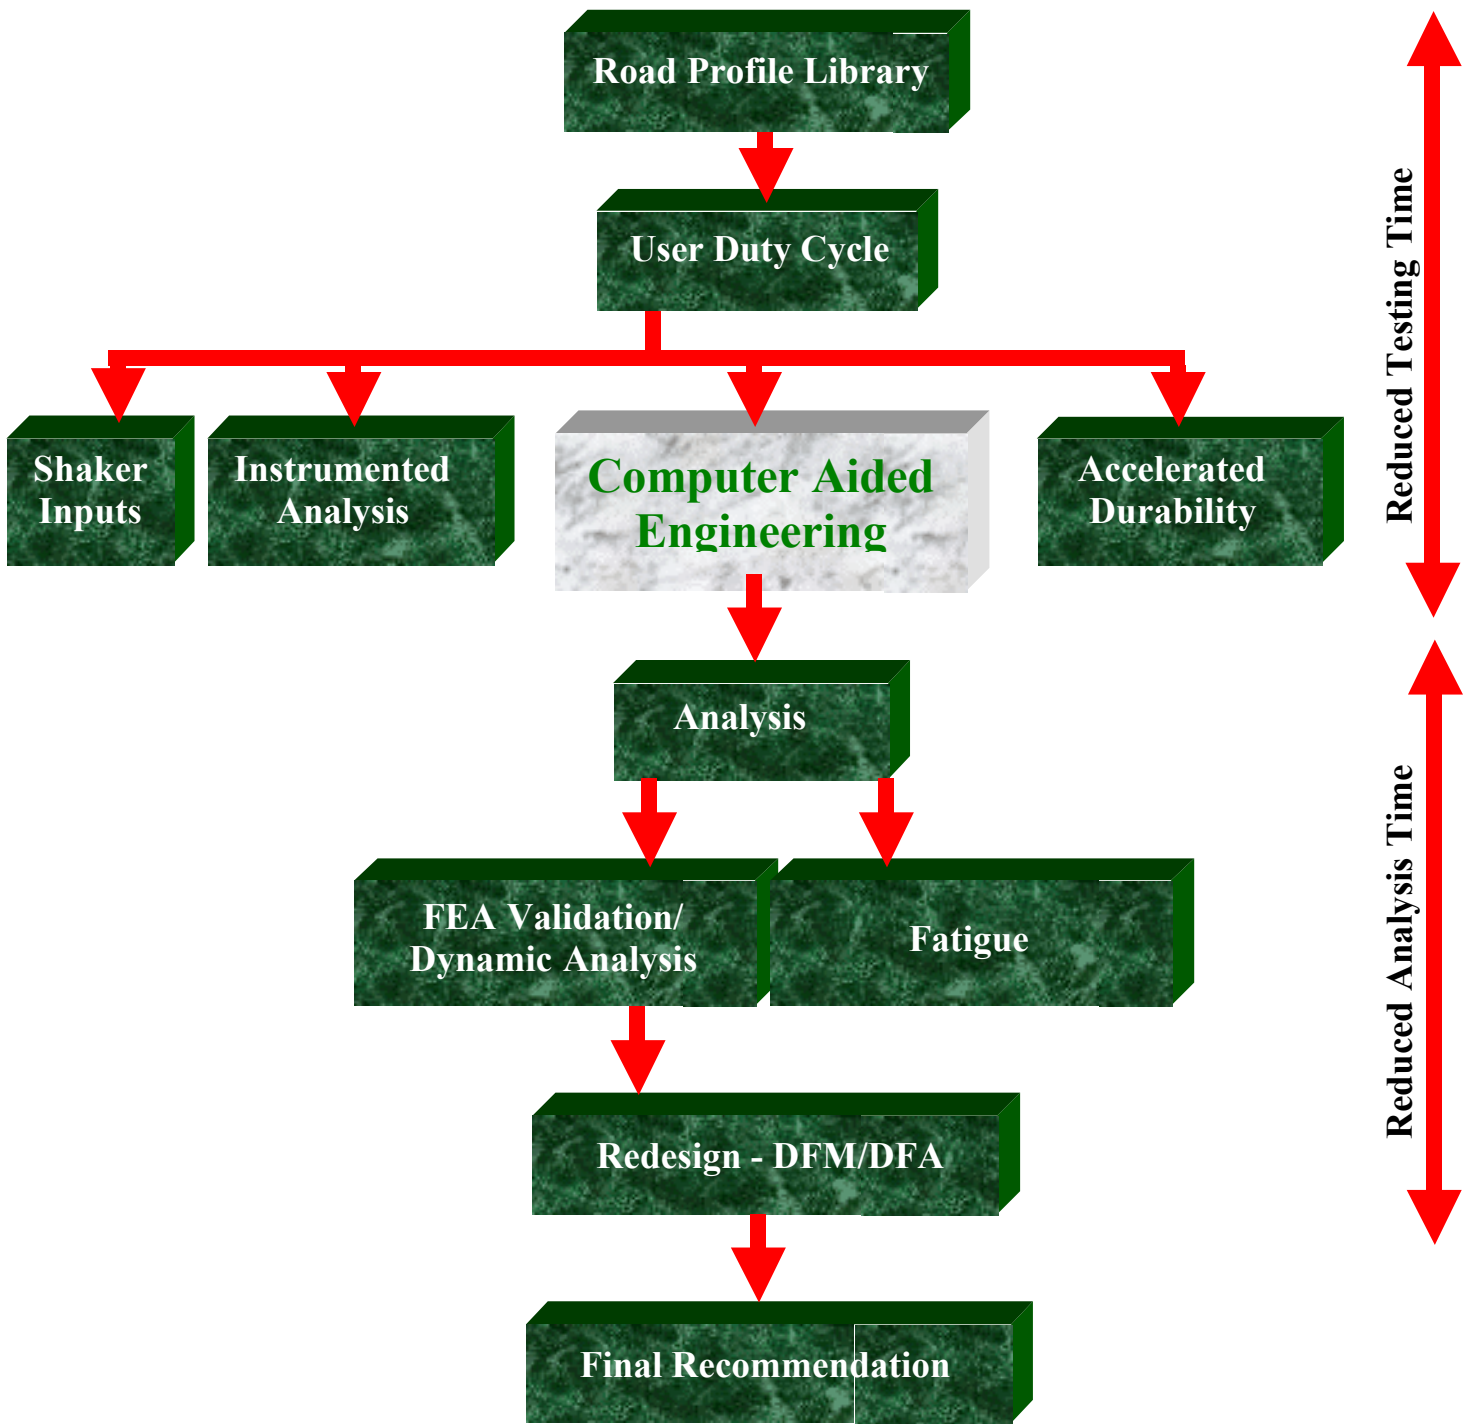 Road Profile Library
User Duty Cycle
Shaker
Inputs
Instrumented
Analysis
Computer Aided
Engineering
Accelerated
Durability
Reduced Testing Time
Analysis
FEA Validation/
Dynamic Analysis
Fatigue
Redesign - DFM/DFA
Final Recommendation
Reduced Analysis Time